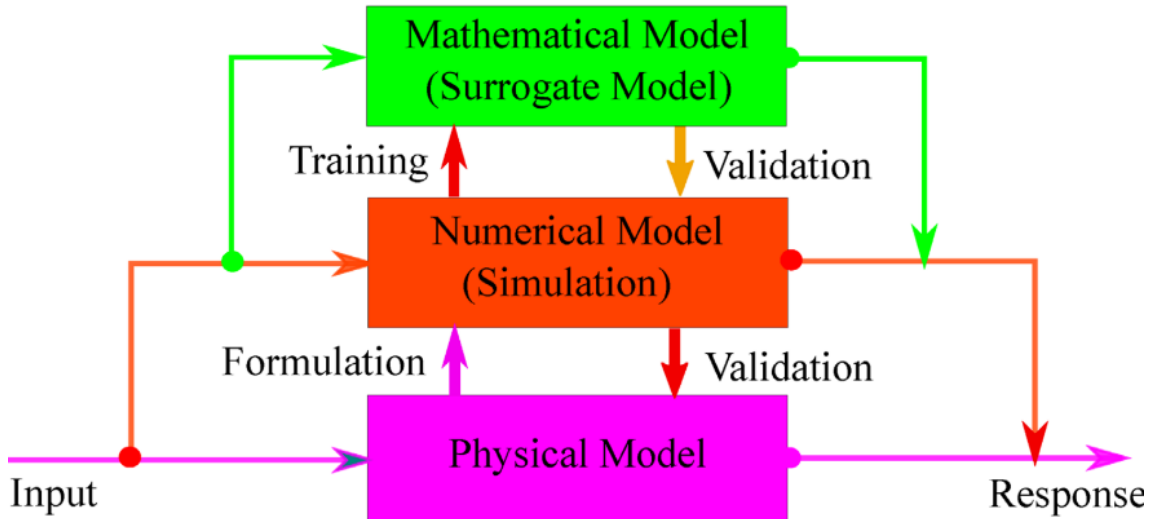 Mathematical Model
(Surrogate Model)
Training
Validation
Numerical Model
(Simulation)
Formulation
Validation
Physical Model
Input
Response